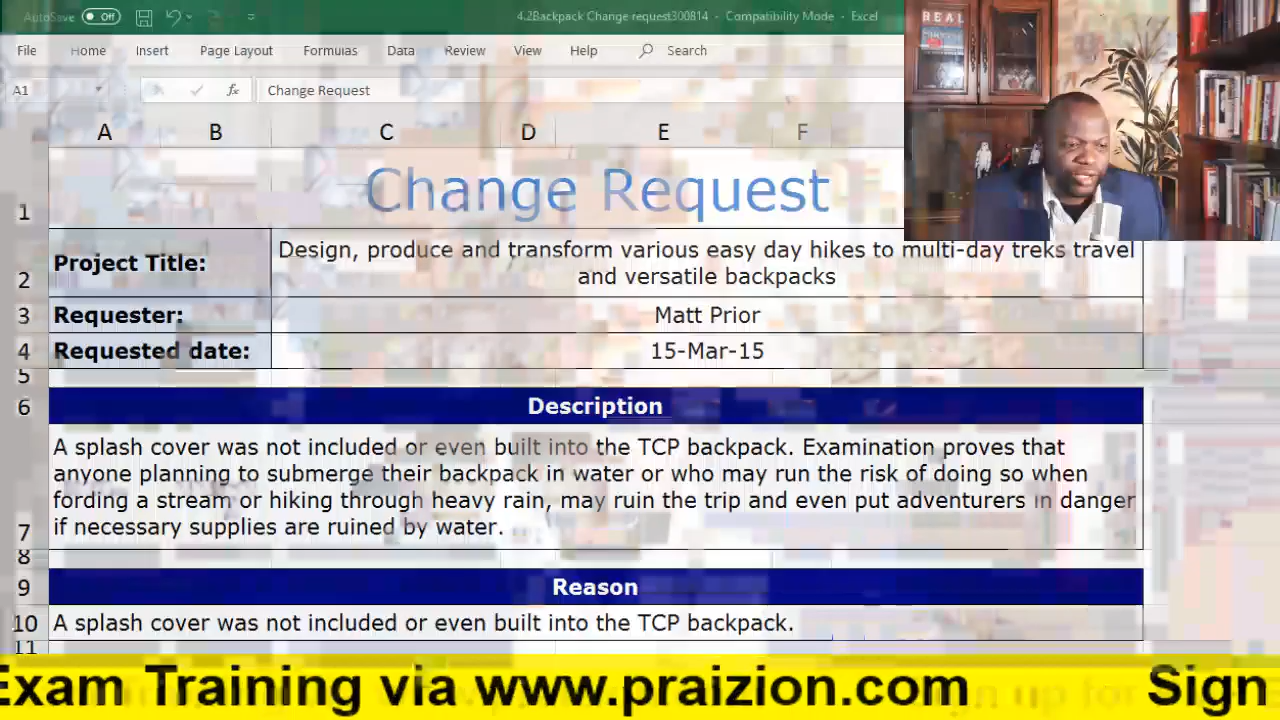 AutoSave Off
4.2Backpack Change request300814 - Compatibility Mode - Excel
File Home Insert Page Layout Formulas Data Review View Help Search
A1 fx Change Request
A B C D E F
1 Change Request
2 Project Title: Design, produce and transform various easy day hikes to multi-day treks travel
and versatile backpacks
3 Requester: Matt Prior
4 Requested date: 15-Mar-15
5
6 Description
A splash cover was not included or even built into the TCP backpack. Examination proves that
anyone planning to submerge their backpack in water or who may run the risk of doing so when
fording a stream or hiking through heavy rain, may ruin the trip and even put adventurers in danger
7 if necessary supplies are ruined by water.
8
9 Reason
10 A splash cover was not included or even built into the TCP backpack.
11
Exam Training via www.praizion.com Sign
REAL